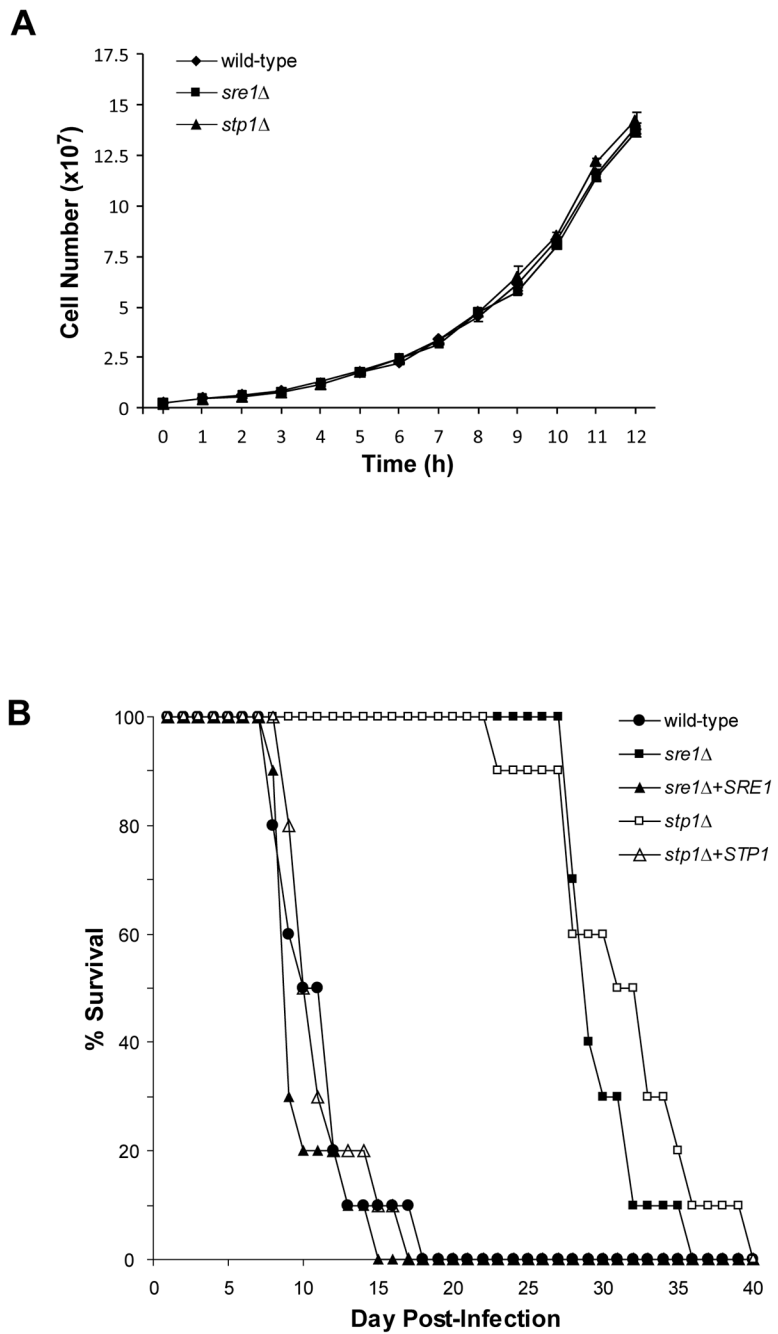 A
17.5
15
12.5
10
7.5
5
2.5
0
Cell Number (x10⁷)
wild-type
sre1Δ
stp1Δ
0 1 2 3 4 5 6 7 8 9 10 11 12
Time (h)
B
100
80
60
40
20
0
% Survival
wild-type
sre1Δ
sre1Δ+SRE1
stp1Δ
stp1Δ+STP1
0 5 10 15 20 25 30 35 40
Day Post-Infection